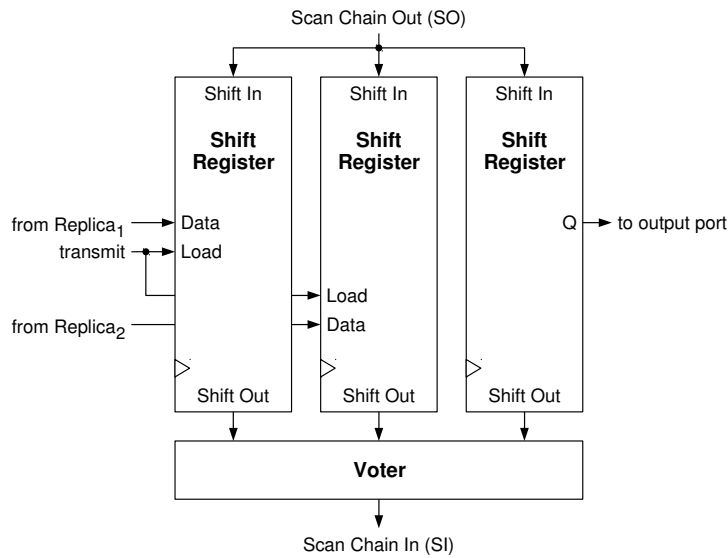 Scan Chain Out (SO)
Shift In Shift In Shift In
Shift Shift Shift
Register Register Register
from Replica1 Data Q to output port
transmit Load
Load
from Replica2 Data
Shift Out Shift Out Shift Out
Voter
Scan Chain In (SI)